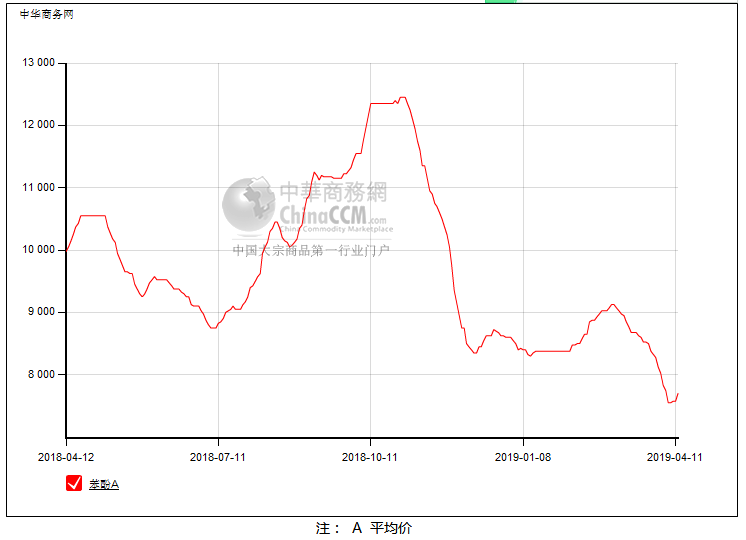 中华商务网
13 000
12 000
11 000
10 000
9 000
8 000
中華商務網
ChinaCCM.com
China Commodity Marketplace
中国大宗商品第一行业门户
2018-04-12 2018-07-11 2018-10-11 2019-01-08 2019-04-11
苯酚A
注： A 平均价